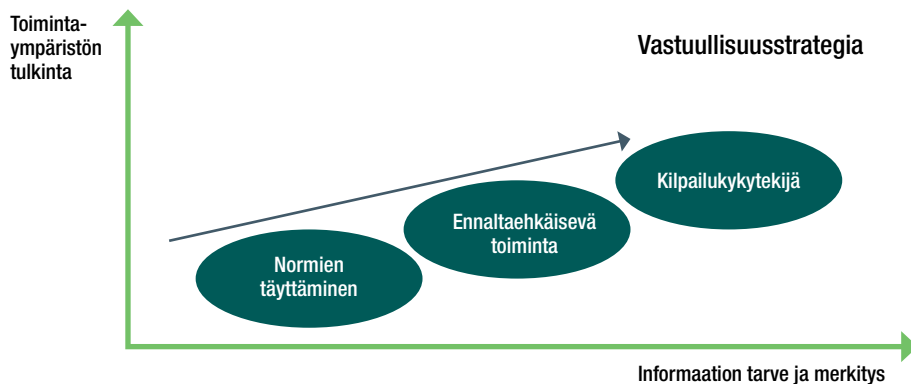 Toiminta-
ympäristön
tulkinta
Vastuullisuusstrategia
Kilpailukykytekijä
Ennaltaehkäisevä
toiminta
Normien
täyttäminen
Informaation tarve ja merkitys